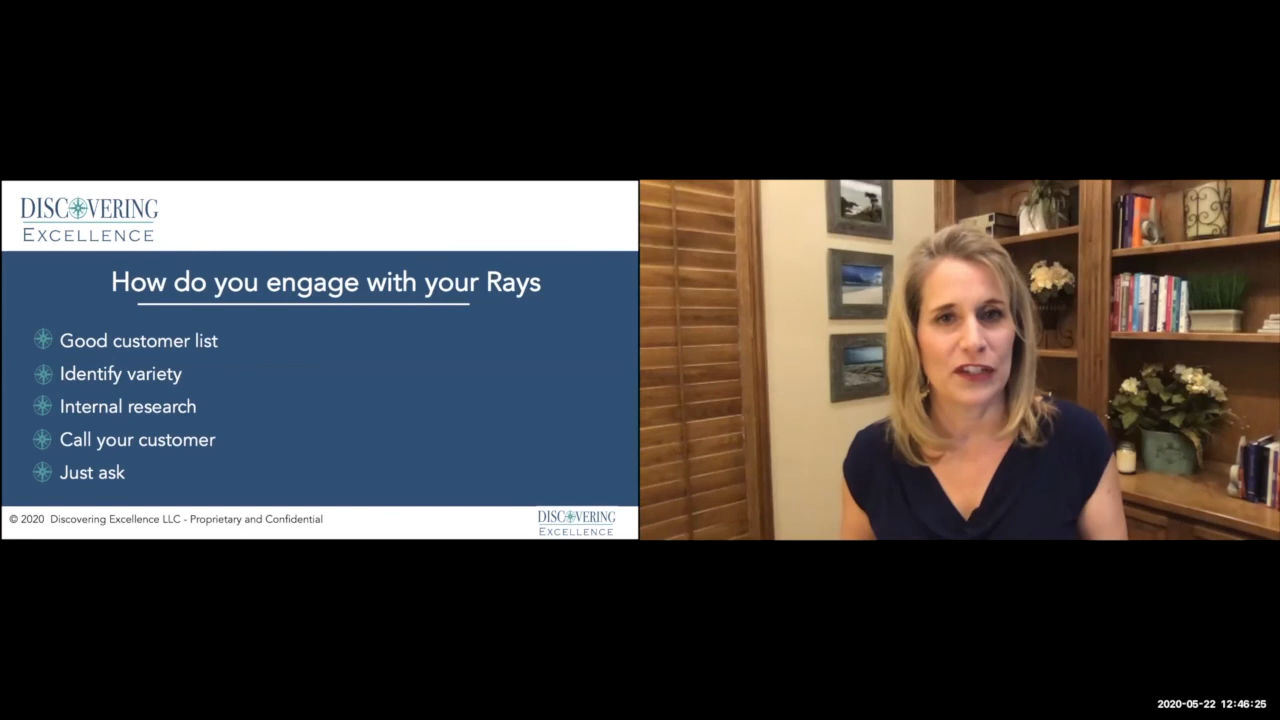 DISCOVERING
EXCELLENCE
How do you engage with your Rays
Good customer list
Identify variety
Internal research
Call your customer
Just ask
© 2020 Discovering Excellence LLC - Proprietary and Confidential
DISCOVERING
EXCELLENCE
2020-05-22 12:46:25